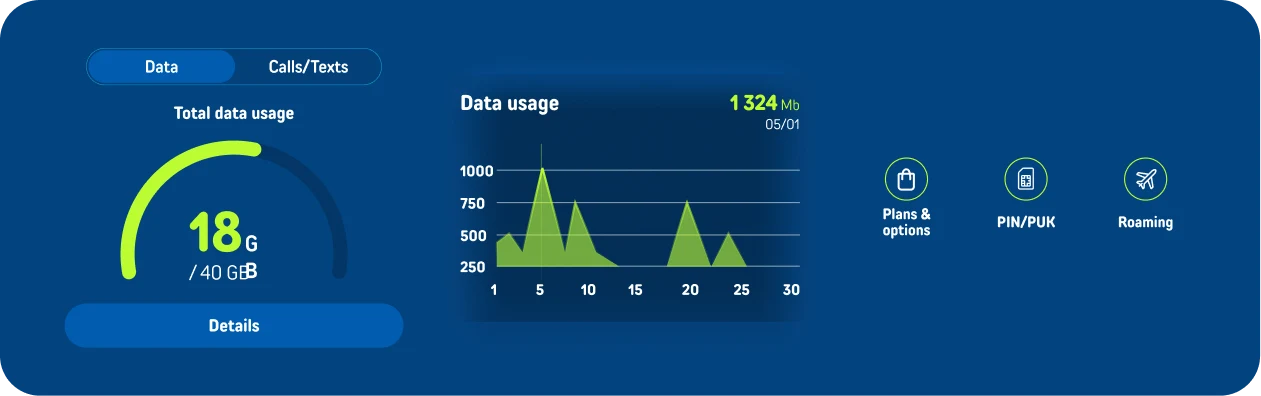 Data
Calls/Texts
Total data usage
18 G
/ 40 GB
B
Details
Data usage
1 324 Mb
05/01
1000
750
500
250
1 5 10 15 20 25 30
Plans &
options
PIN/PUK
Roaming